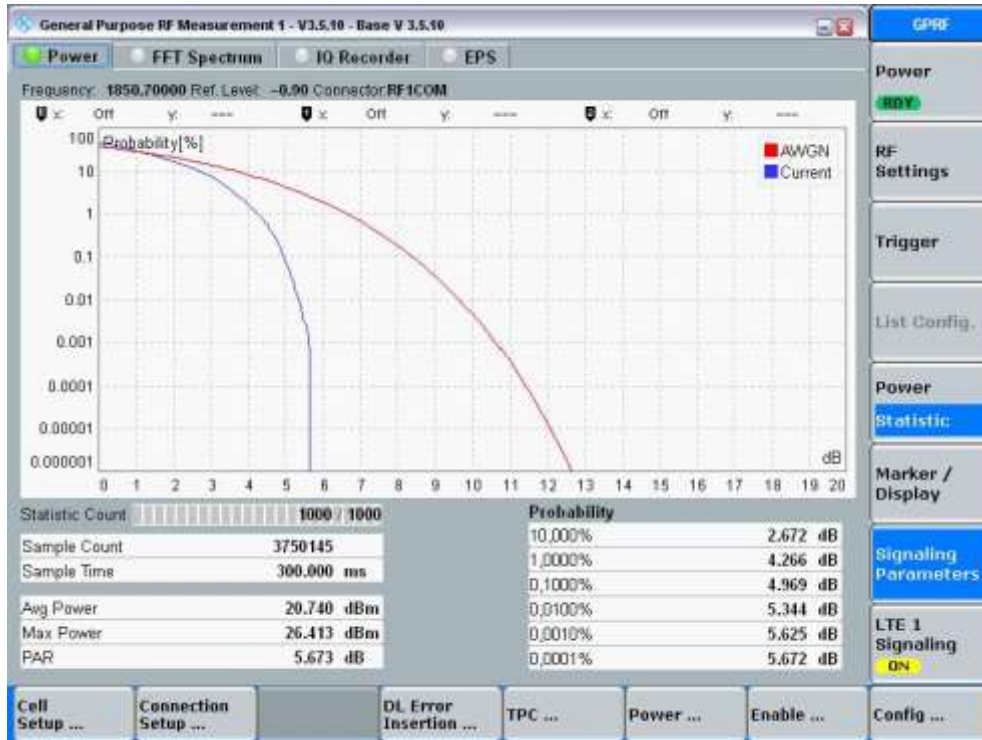 General Purpose RF Measurement 1 - V3.5.10 - Base V 3.5.10
GPRF
Power FFT Spectrum IQ Recorder EPS
Frequency: 1850.70000 Ref. Level: -0.90 Connector:RF1COM
x: Off y: --- x: Off y: --- x: Off y: ---
Probability[%]
AWGN
Current
100
10
1
0.1
0.01
0.001
0.0001
0.00001
0.000001
dB
0 1 2 3 4 5 6 7 8 9 10 11 12 13 14 15 16 17 18 19 20
Statistic Count 1000 / 1000
Sample Count 3750145
Sample Time 300.000 ms
Avg Power 20.740 dBm
Max Power 26.413 dBm
PAR 5.673 dB
Probability
10,000% 2.672 dB
1,0000% 4.266 dB
0,1000% 4.969 dB
0,0100% 5.344 dB
0,0010% 5.625 dB
0,0001% 5.672 dB
Power
RDY
RF
Settings
Trigger
List Config.
Power
Statistic
Marker /
Display
Signaling
Parameters
LTE 1
Signaling
ON
Cell
Setup ...
Connection
Setup ...
DL Error
Insertion ...
TPC ...
Power ...
Enable ...
Config ...